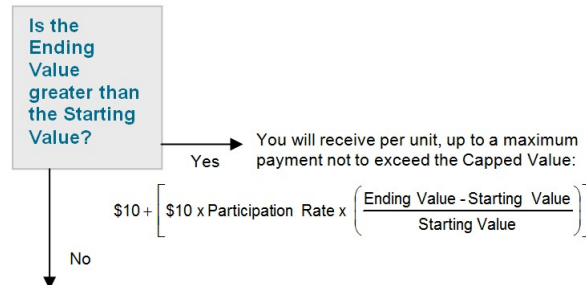 Is the
Ending
Value
greater than
the Starting
Value?
Yes
You will receive per unit, up to a maximum
payment not to exceed the Capped Value:
$10 + [ $10 x Participation Rate x ( Ending Value - Starting Value
Starting Value ) ]
No